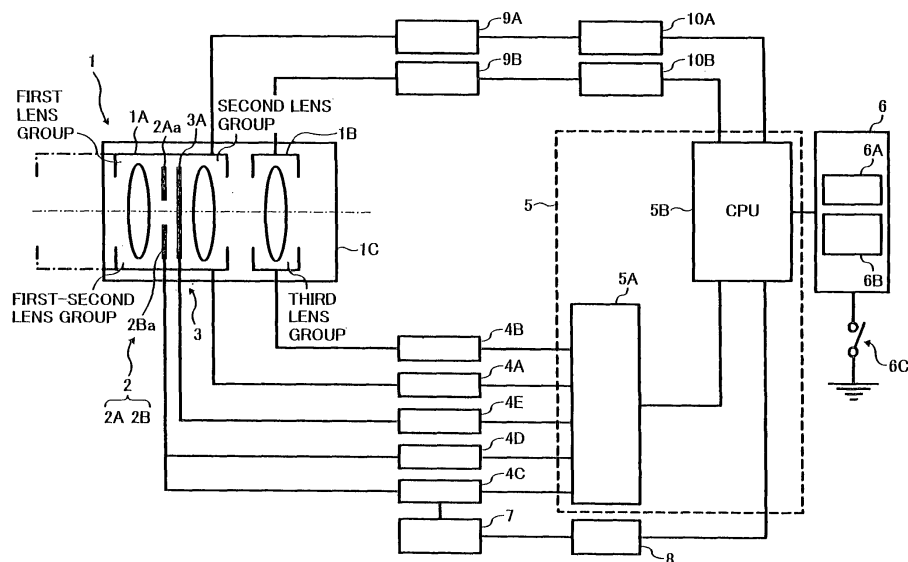 9A
10A
9B
10B
1
FIRST
LENS
GROUP
1A
2Aa
3A
SECOND LENS
GROUP
1B
6
6A
6B
5
5B
CPU
1C
5A
FIRST-SECOND
LENS GROUP
2Ba
3
THIRD
LENS
GROUP
4B
6C
2
2A 2B
4A
4E
4D
4C
7
8